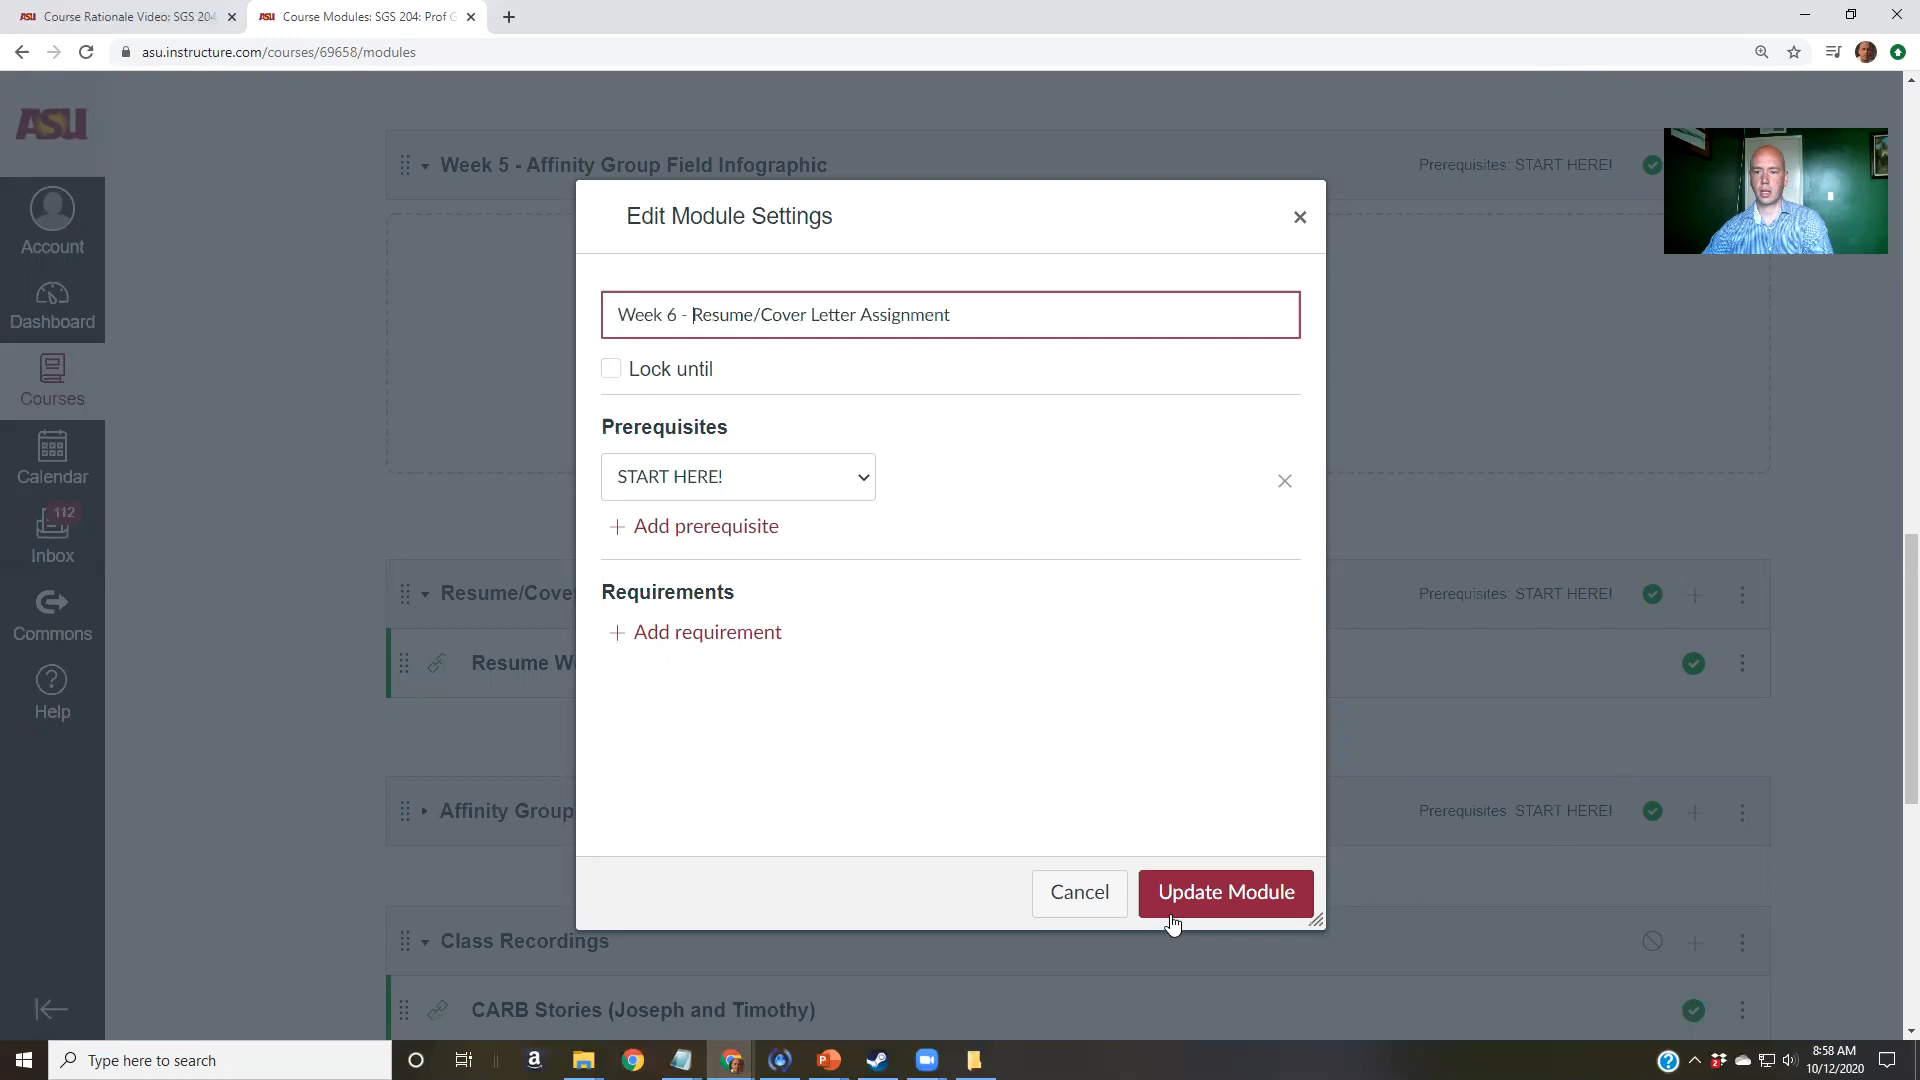 ASU Course Rationale Video: SGS 204
ASU Course Modules: SGS 204: Prof G
asu.instructure.com/courses/69658/modules
ASU
Account
Dashboard
Courses
Calendar
112
Inbox
Commons
Help
Week 5 - Affinity Group Field Infographic
Prerequisites: START HERE!
Edit Module Settings
Week 6 - Resume/Cover Letter Assignment
Lock until
Prerequisites
START HERE!
Add prerequisite
Requirements
Add requirement
Cancel
Update Module
Resume/Cove
Prerequisites: START HERE!
Resume W
Affinity Group
Prerequisites: START HERE!
Class Recordings
CARB Stories (Joseph and Timothy)
Type here to search
8:58 AM
10/12/2020